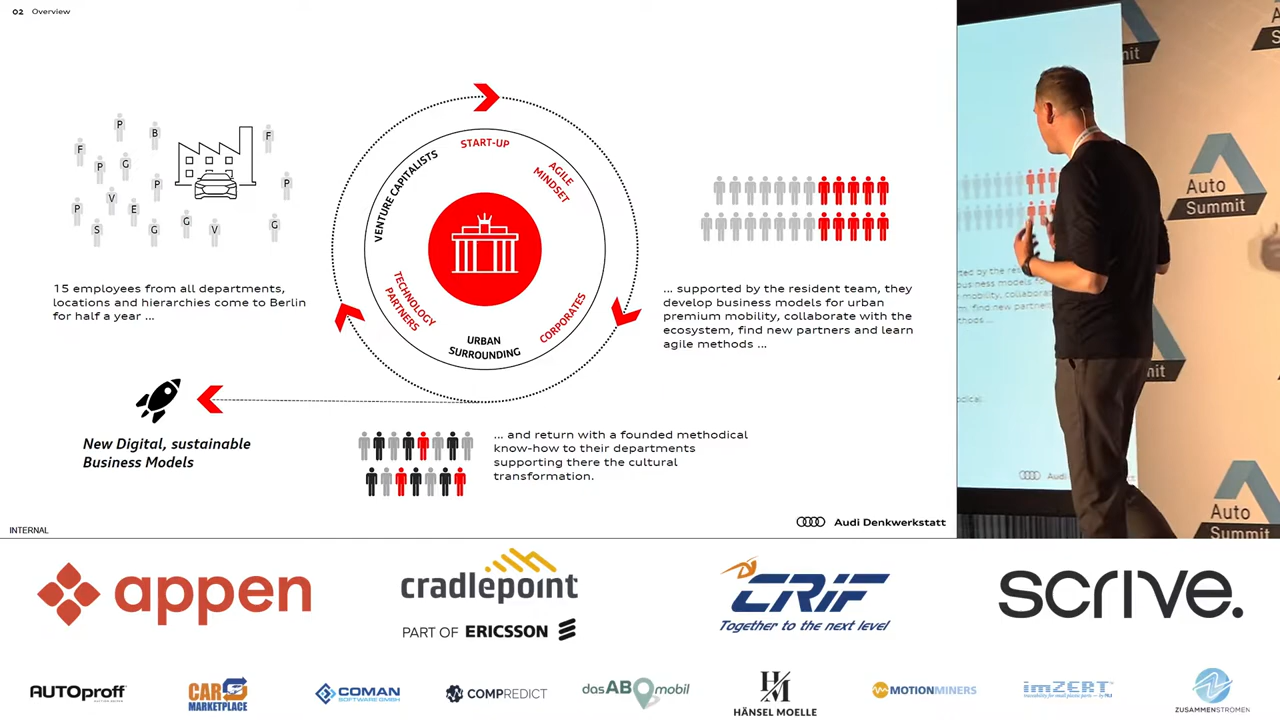 02 Overview
P
B
F
F
P
G
P
P
V
P
E
S
G
G
V
G
START-UP
AGILE
MINDSET
VENTURE CAPITALISTS
TECHNOLOGY
PARTNERS
CORPORATES
URBAN
SURROUNDING
15 employees from all departments,
locations and hierarchies come to Berlin
for half a year ...
... supported by the resident team, they
develop business models for urban
premium mobility, collaborate with the
ecosystem, find new partners and learn
agile methods ...
New Digital, sustainable
Business Models
... and return with a founded methodical
know-how to their departments
supporting there the cultural
transformation.
INTERNAL
Audi Denkwerkstatt
Auto
Summit
Auto
Summit
appen
cradlepoint
PART OF ERICSSON
CRIF
Together to the next level
scrive.
AUTOproff
CAR
MARKETPLACE
COMAN
SOFTWARE GMBH
COMPREDICT
dasABOmobil
HM
HÄNSEL MOELLE
MOTIONMINERS
imZERT
ZUSAMMENSTROMEN